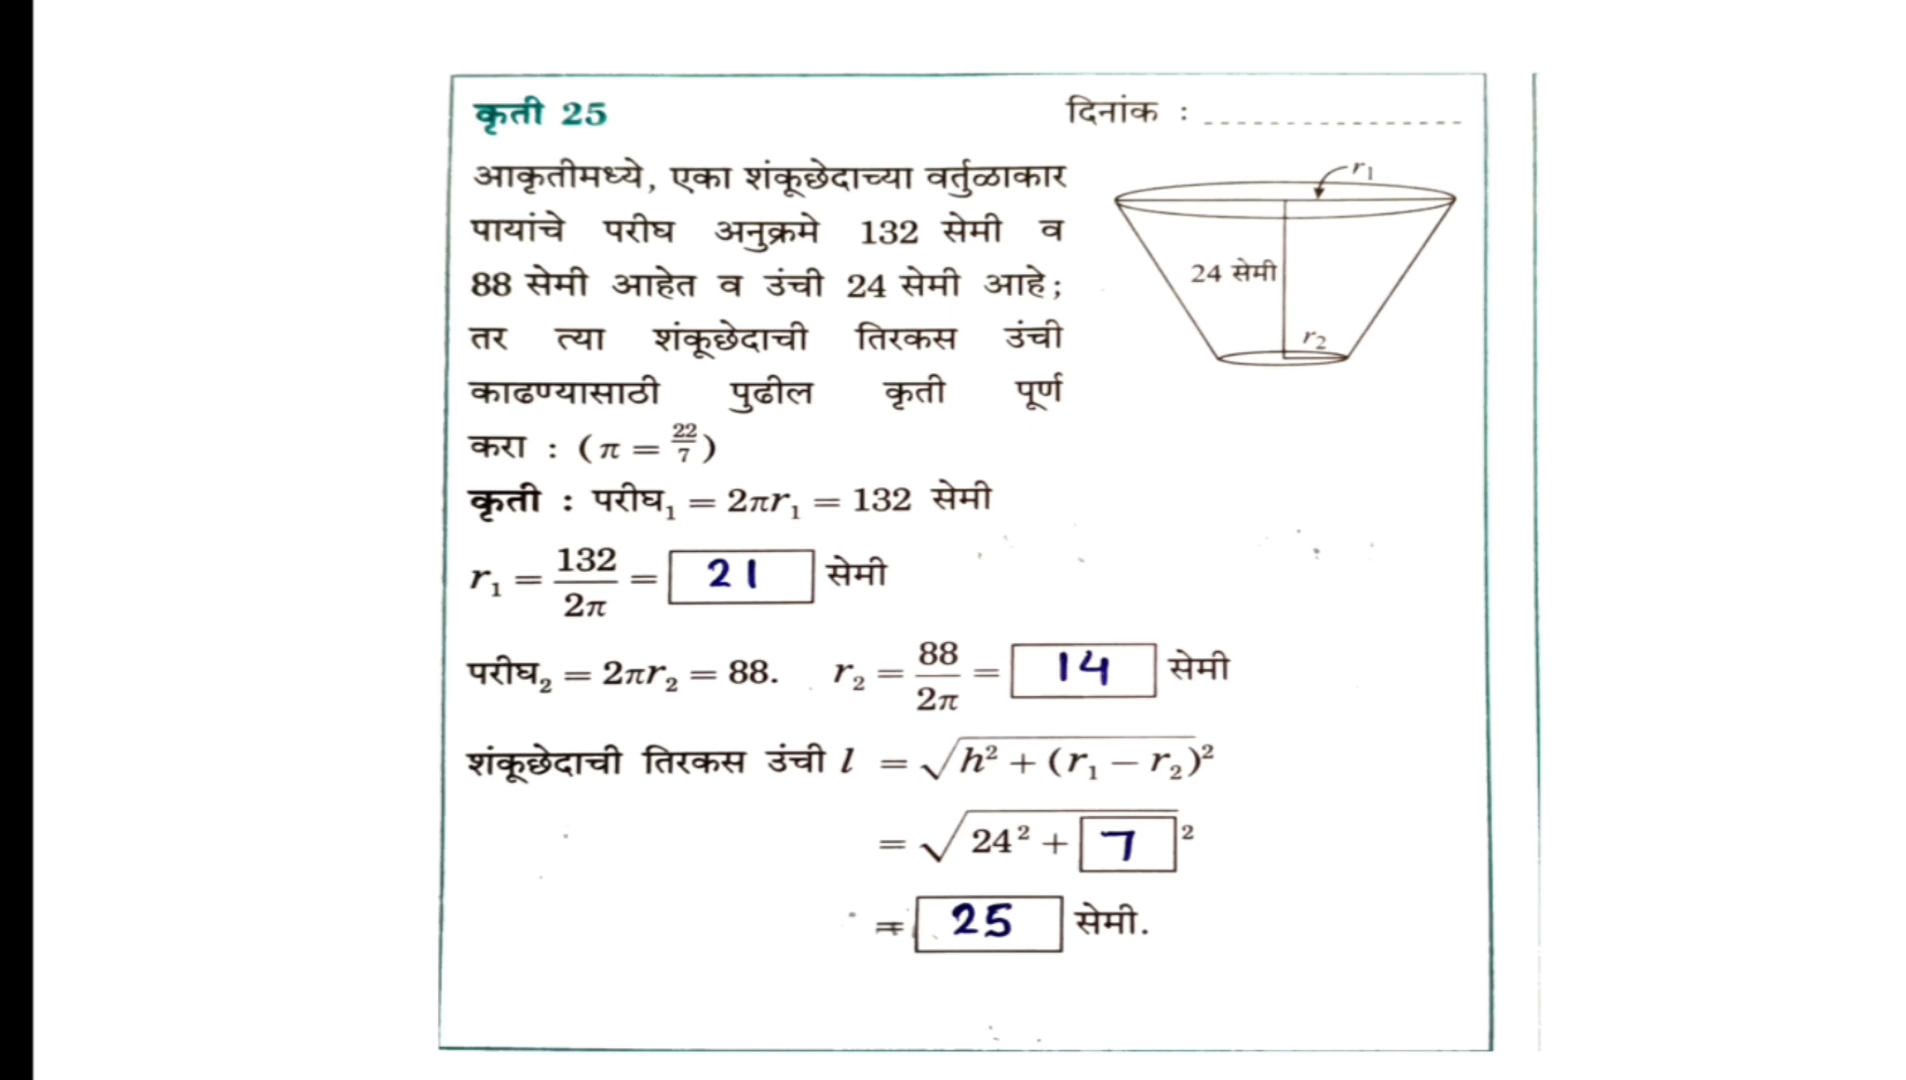 कृती 25 दिनांक : 
आकृतीमध्ये, एका शंकूछेदाच्या वर्तुळाकार
पायांचे परीघ अनुक्रमे 132 सेमी व
88 सेमी आहेत व उंची 24 सेमी आहे;
तर त्या शंकूछेदाची तिरकस उंची
काढण्यासाठी पुढील कृती पूर्ण
करा : (π = 22/7)
r₁
24 सेमी
r₂
कृती : परीघ₁ = 2πr₁ = 132 सेमी
r₁ = 132/2π = 21 सेमी
परीघ₂ = 2πr₂ = 88. r₂ = 88/2π = 14 सेमी
शंकूछेदाची तिरकस उंची l = √h² + (r₁ − r₂)²
= √24² + 7²
= 25 सेमी.